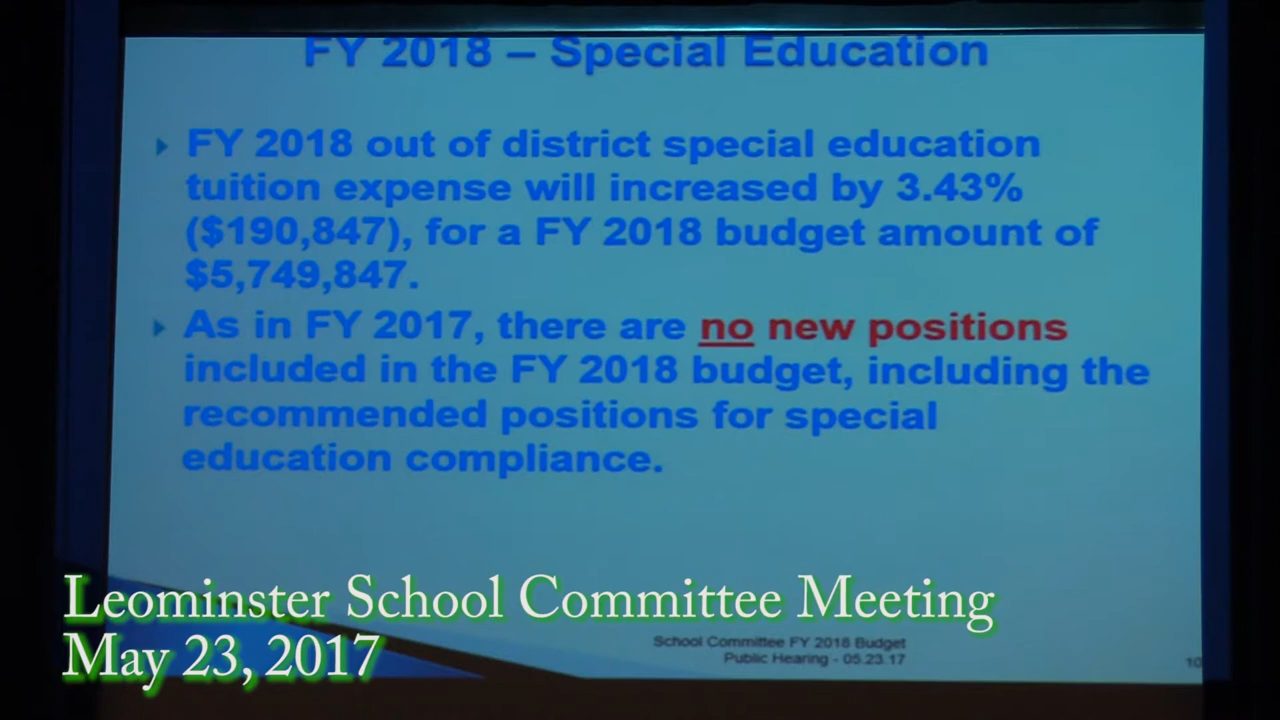 FY 2018 – Special Education
FY 2018 out of district special education
tuition expense will increased by 3.43%
($190,847), for a FY 2018 budget amount of
$5,749,847.
As in FY 2017, there are no new positions
included in the FY 2018 budget, including the
recommended positions for special
education compliance.
Leominster School Committee Meeting
May 23, 2017
School Committee FY 2018 Budget
Public Hearing - 05.23.17
10